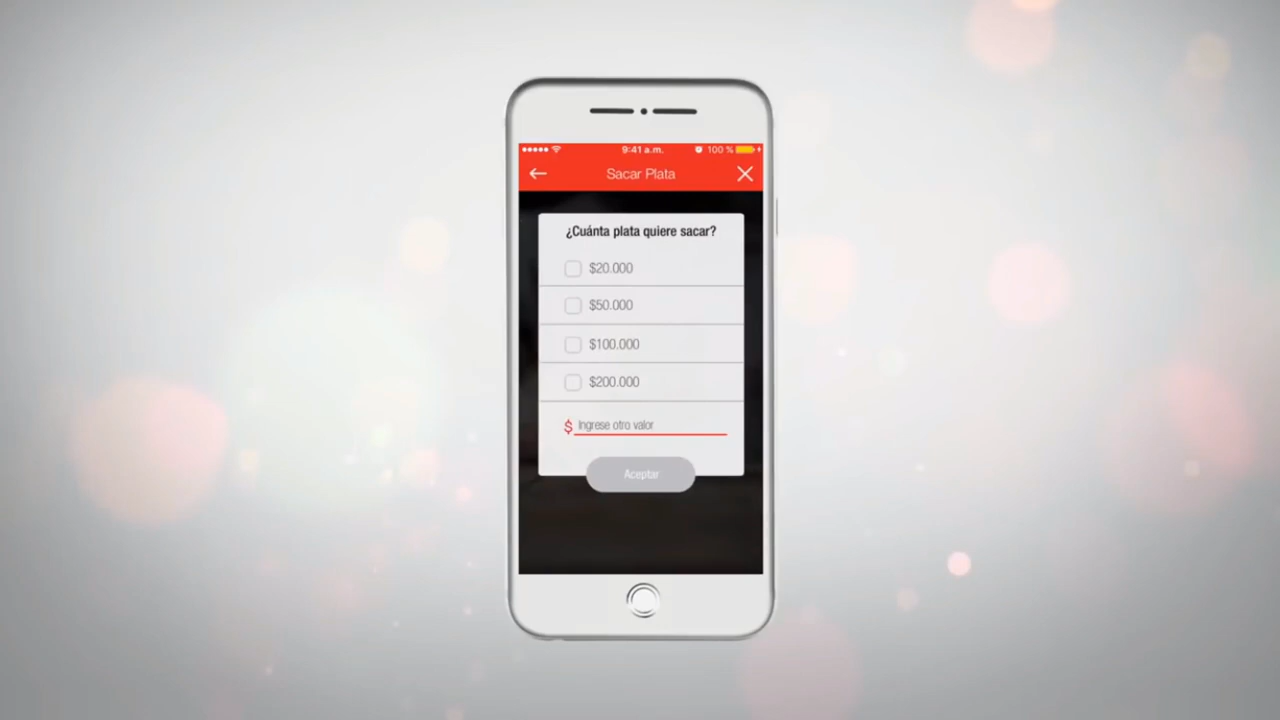 9:41 a.m.
100 %
Sacar Plata
¿Cuánta plata quiere sacar?
$20.000
$50.000
$100.000
$200.000
$ Ingrese otro valor
Aceptar